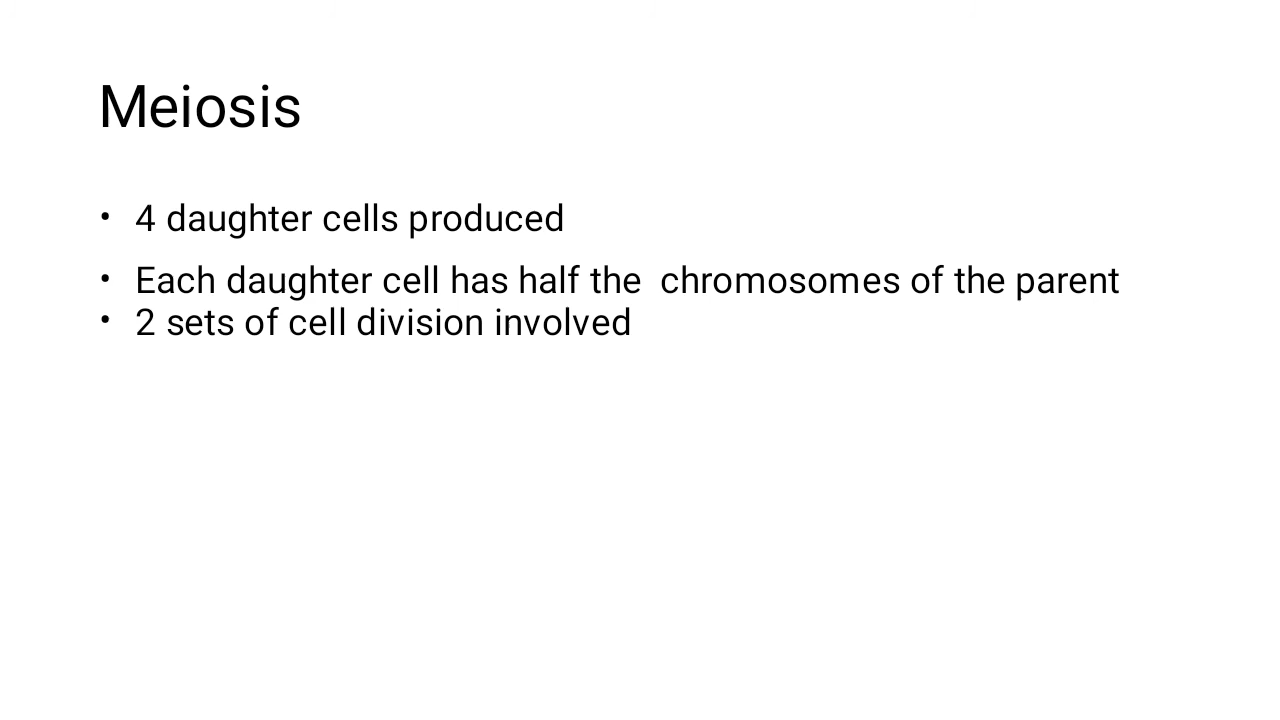 Meiosis
• 4 daughter cells produced
• Each daughter cell has half the  chromosomes of the parent
• 2 sets of cell division involved